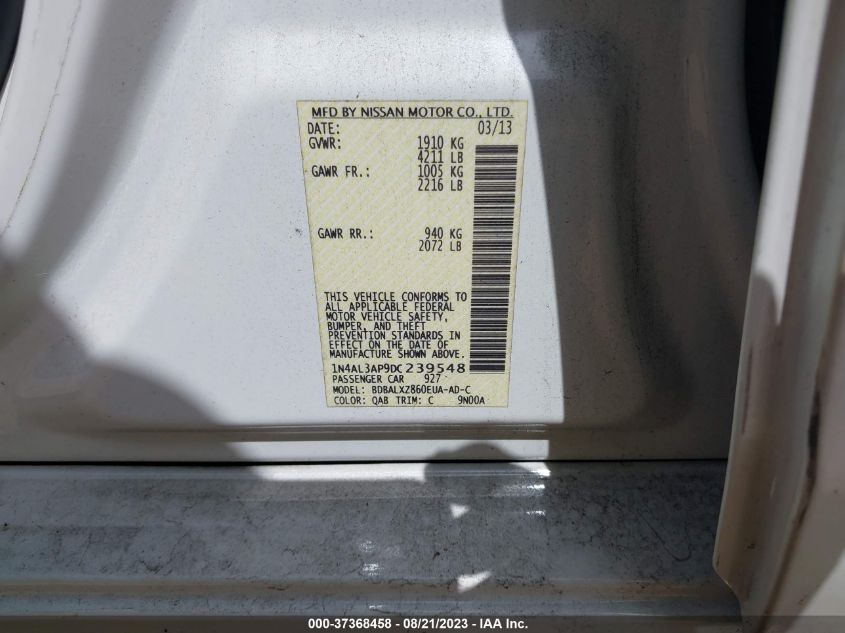 MFD BY NISSAN MOTOR CO., LTD.
DATE: 03/13
GVWR: 1910 KG
4211 LB
GAWR FR.: 1005 KG
2216 LB
GAWR RR.: 940 KG
2072 LB
THIS VEHICLE CONFORMS TO
ALL APPLICABLE FEDERAL
MOTOR VEHICLE SAFETY,
BUMPER, AND THEFT
PREVENTION STANDARDS IN
EFFECT ON THE DATE OF
MANUFACTURE SHOWN ABOVE.
1N4AL3AP9DC239548
PASSENGER CAR 927
MODEL: BDBALXZ860EUA-AD-C
COLOR: QAB TRIM: C 9N00A
000-37368458 - 08/21/2023 - IAA Inc.